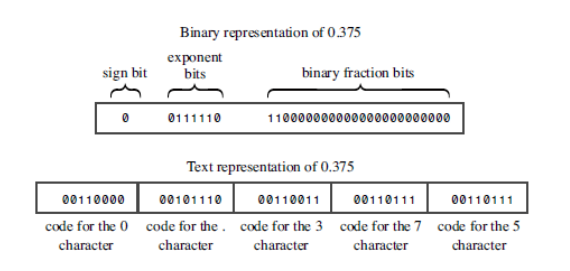 Binary representation of 0.375
exponent
sign bit bits binary fraction bits
0 0111110 11000000000000000000000
Text representation of 0.375
00110000 00101110 00110011 00110111 00110111
code for the 0 code for the . code for the 3 code for the 7 code for the 5
character character character character character